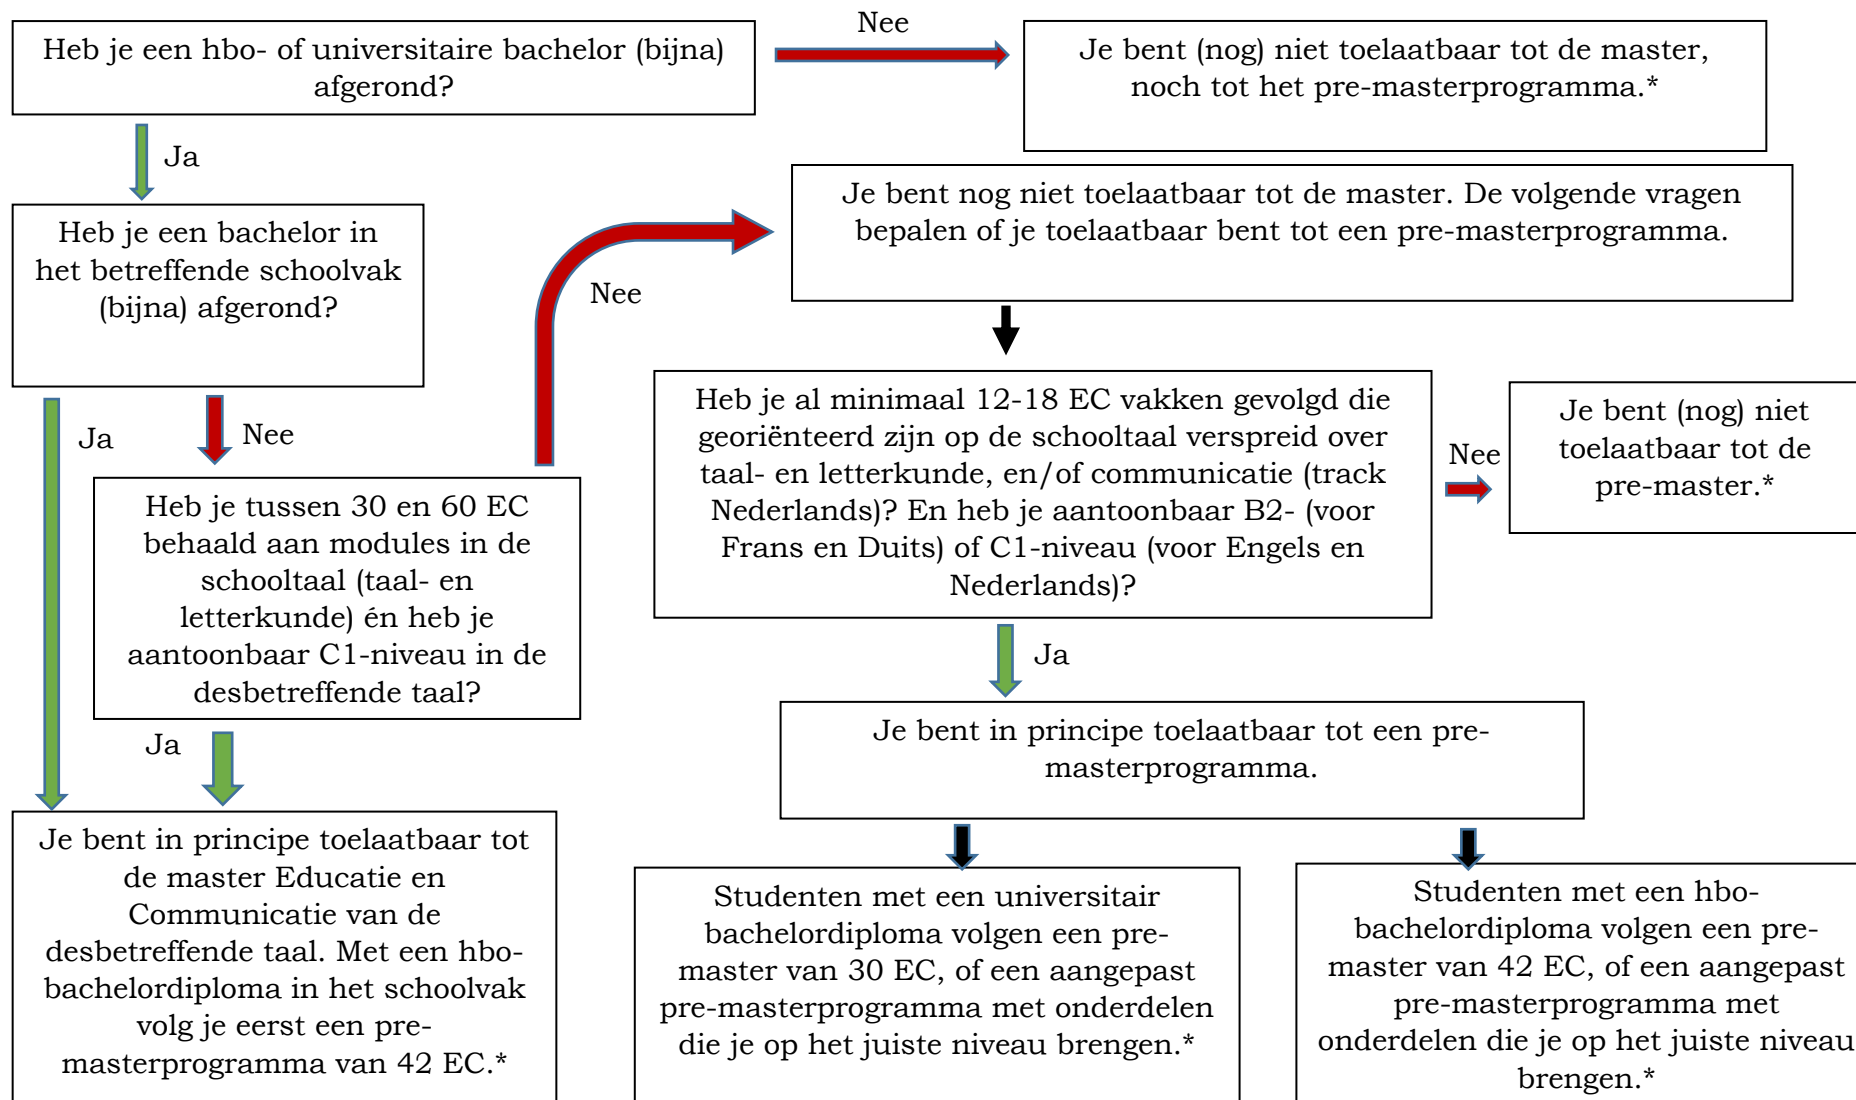 Heb je een hbo- of universitaire bachelor (bijna)
afgerond?
Nee
Je bent (nog) niet toelaatbaar tot de master,
noch tot het pre-masterprogramma.*
Ja
Heb je een bachelor in
het betreffende schoolvak
(bijna) afgerond?
Ja
Nee
Heb je tussen 30 en 60 EC
behaald aan modules in de
schooltaal (taal- en
letterkunde) én heb je
aantoonbaar C1-niveau in de
desbetreffende taal?
Nee
Je bent nog niet toelaatbaar tot de master. De volgende vragen
bepalen of je toelaatbaar bent tot een pre-masterprogramma.
Heb je al minimaal 12-18 EC vakken gevolgd die
georiënteerd zijn op de schooltaal verspreid over
taal- en letterkunde, en/of communicatie (track
Nederlands)? En heb je aantoonbaar B2- (voor
Frans en Duits) of C1-niveau (voor Engels en
Nederlands)?
Nee
Je bent (nog) niet
toelaatbaar tot de
pre-master.*
Ja
Je bent in principe toelaatbaar tot een pre-
masterprogramma.
Ja
Je bent in principe toelaatbaar tot
de master Educatie en
Communicatie van de
desbetreffende taal. Met een hbo-
bachelordiploma in het schoolvak
volg je eerst een pre-
masterprogramma van 42 EC.*
Studenten met een universitair
bachelordiploma volgen een pre-
master van 30 EC, of een aangepast
pre-masterprogramma met onderdelen
die je op het juiste niveau brengen.*
Studenten met een hbo-
bachelordiploma volgen een pre-
master van 42 EC, of een aangepast
pre-masterprogramma met
onderdelen die je op het juiste niveau
brengen.*